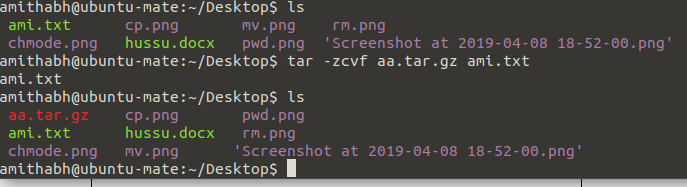 amithabh@ubuntu-mate:~/Desktop$ ls
ami.txt cp.png mv.png rm.png
chmode.png hussu.docx pwd.png 'Screenshot at 2019-04-08 18-52-00.png'
amithabh@ubuntu-mate:~/Desktop$ tar -zcvf aa.tar.gz ami.txt
ami.txt
amithabh@ubuntu-mate:~/Desktop$ ls
aa.tar.gz cp.png pwd.png
ami.txt hussu.docx rm.png
chmode.png mv.png 'Screenshot at 2019-04-08 18-52-00.png'
amithabh@ubuntu-mate:~/Desktop$